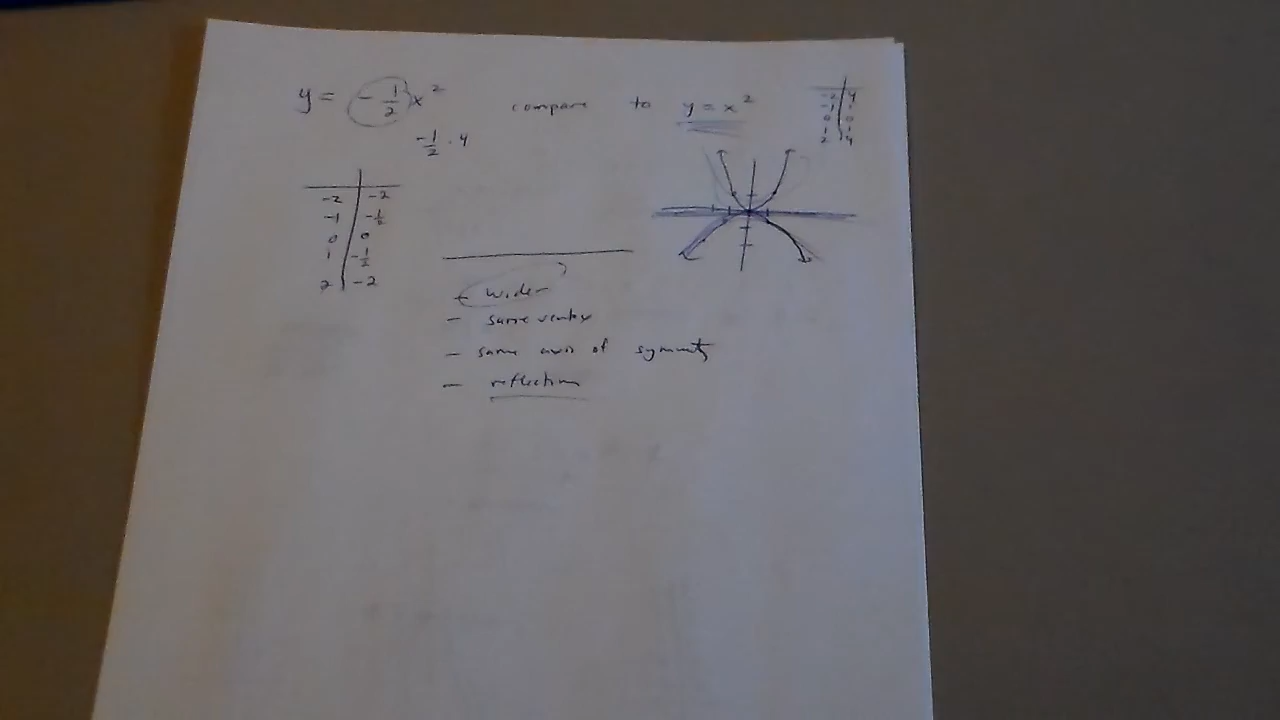 y = -1/2 x² compare to y = x²
-1/2 · 4
-2 | 4
-1 | 1
0 | 0
1 | 1
2 | 4
-2 | -2
-1 | -1/2
0 | 0
1 | -1/2
2 | -2
- wider
- same vertex
- same axis of symmetry
- reflection